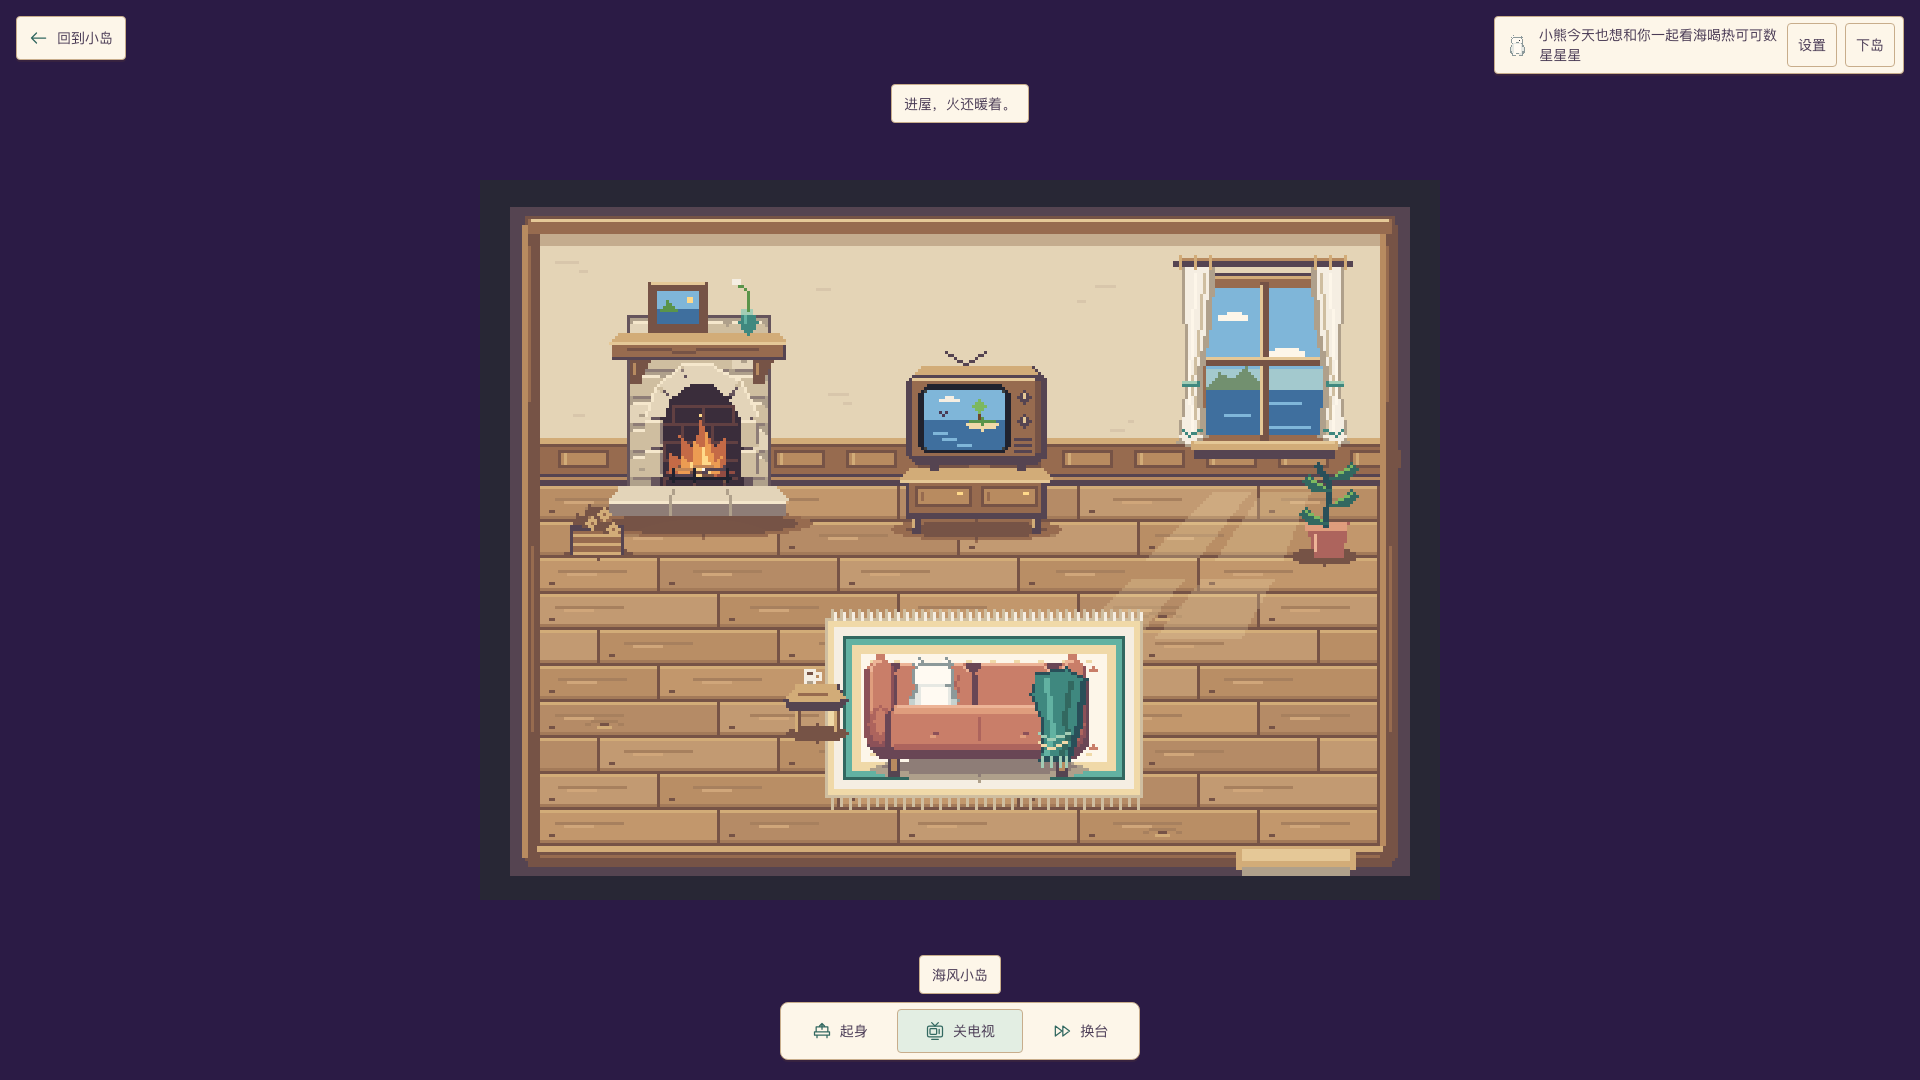 回到小岛
小熊今天也想和你一起看海喝热可可数
星星星
设置
下岛
进屋，火还暖着。
海风小岛
起身
关电视
换台